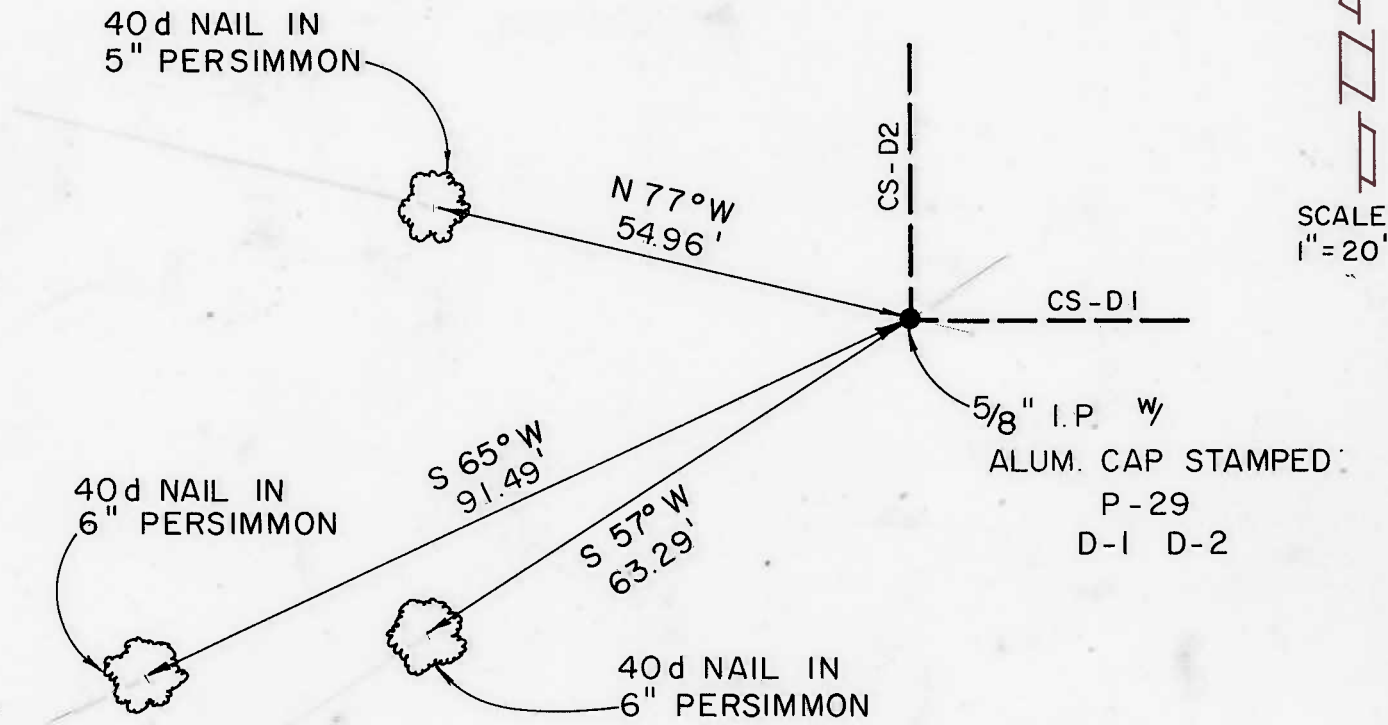 40d NAIL IN
5" PERSIMMON
CS-D2
N 77° W
54.96'
SCALE
1" = 20'
CS-D1
5/8" I.P. W/
ALUM. CAP STAMPED:
P-29
D-1 D-2
S 65° W
91.49'
S 57° W
63.29'
40d NAIL IN
6" PERSIMMON
40d NAIL IN
6" PERSIMMON